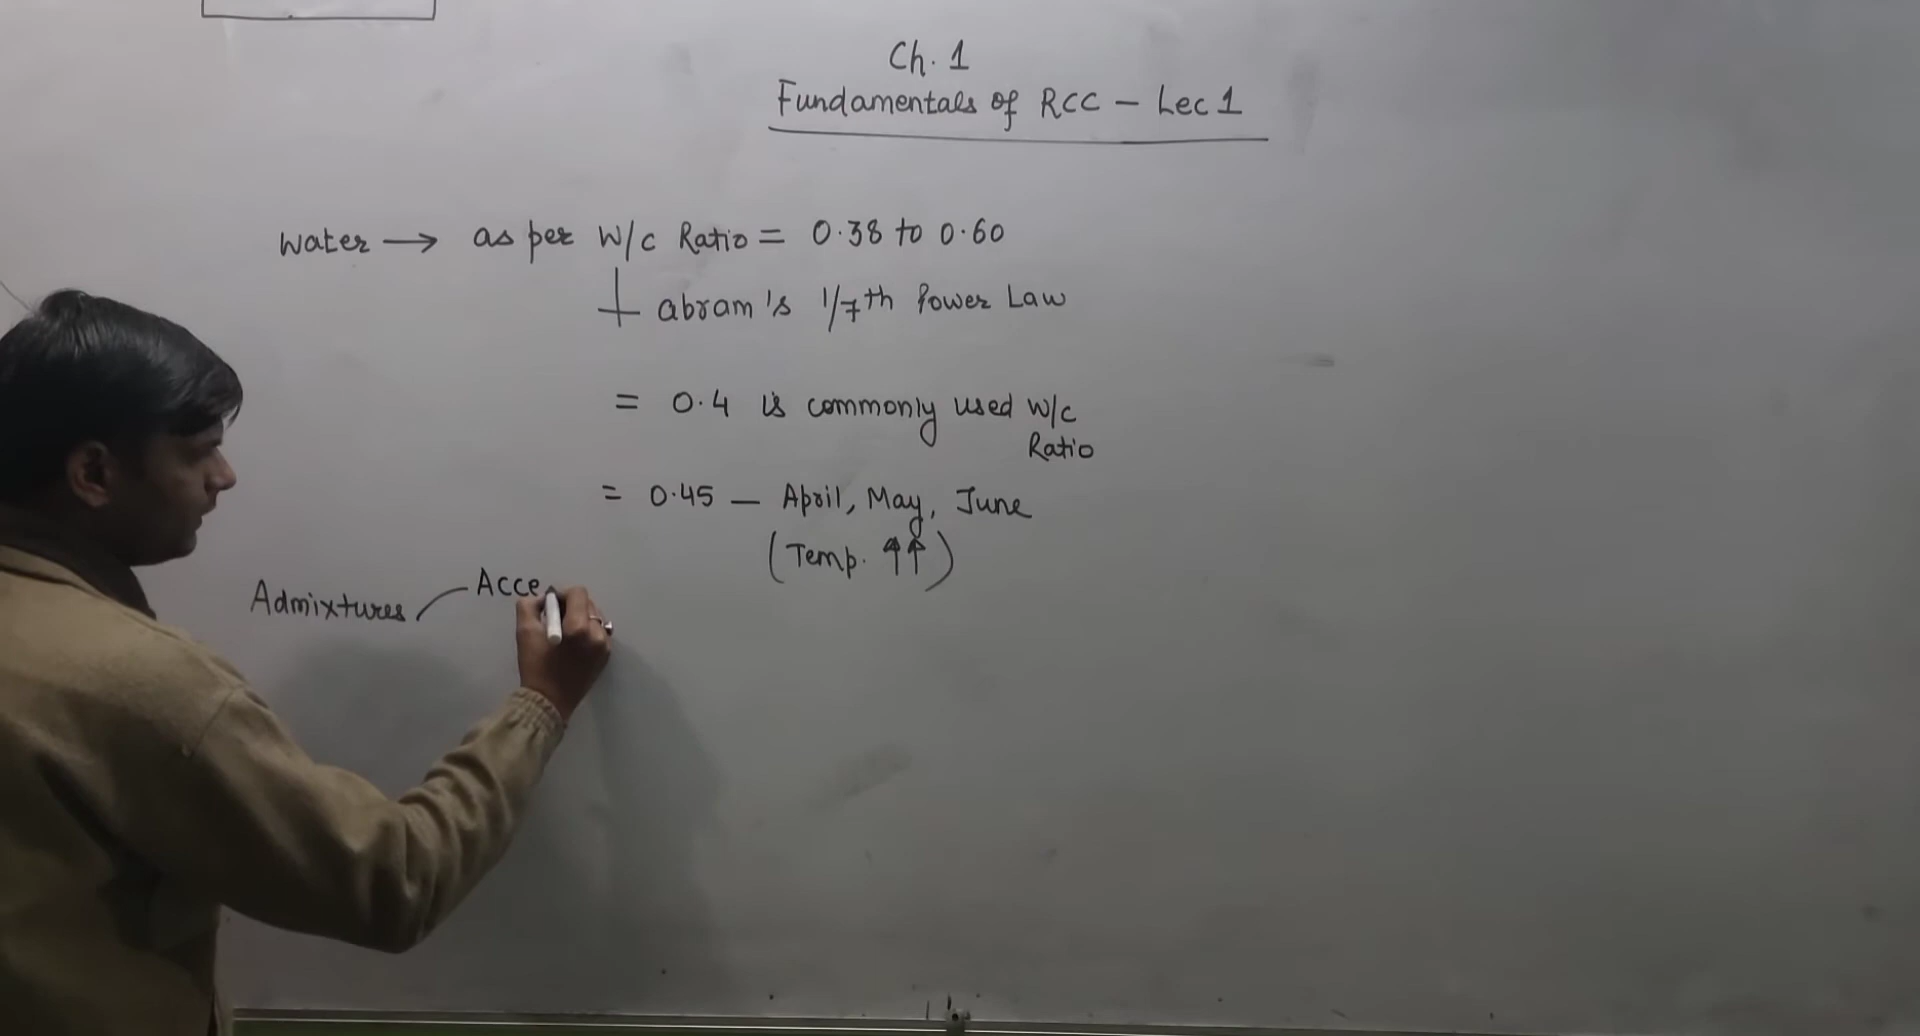 Ch. 1
Fundamentals of RCC - Lec 1
Water → as per W/C Ratio = 0.38 to 0.60
abram's 1/7th Power Law
= 0.4 is commonly used W/C
Ratio
= 0.45 - April, May, June
(Temp. ↑↑)
Admixtures Acce